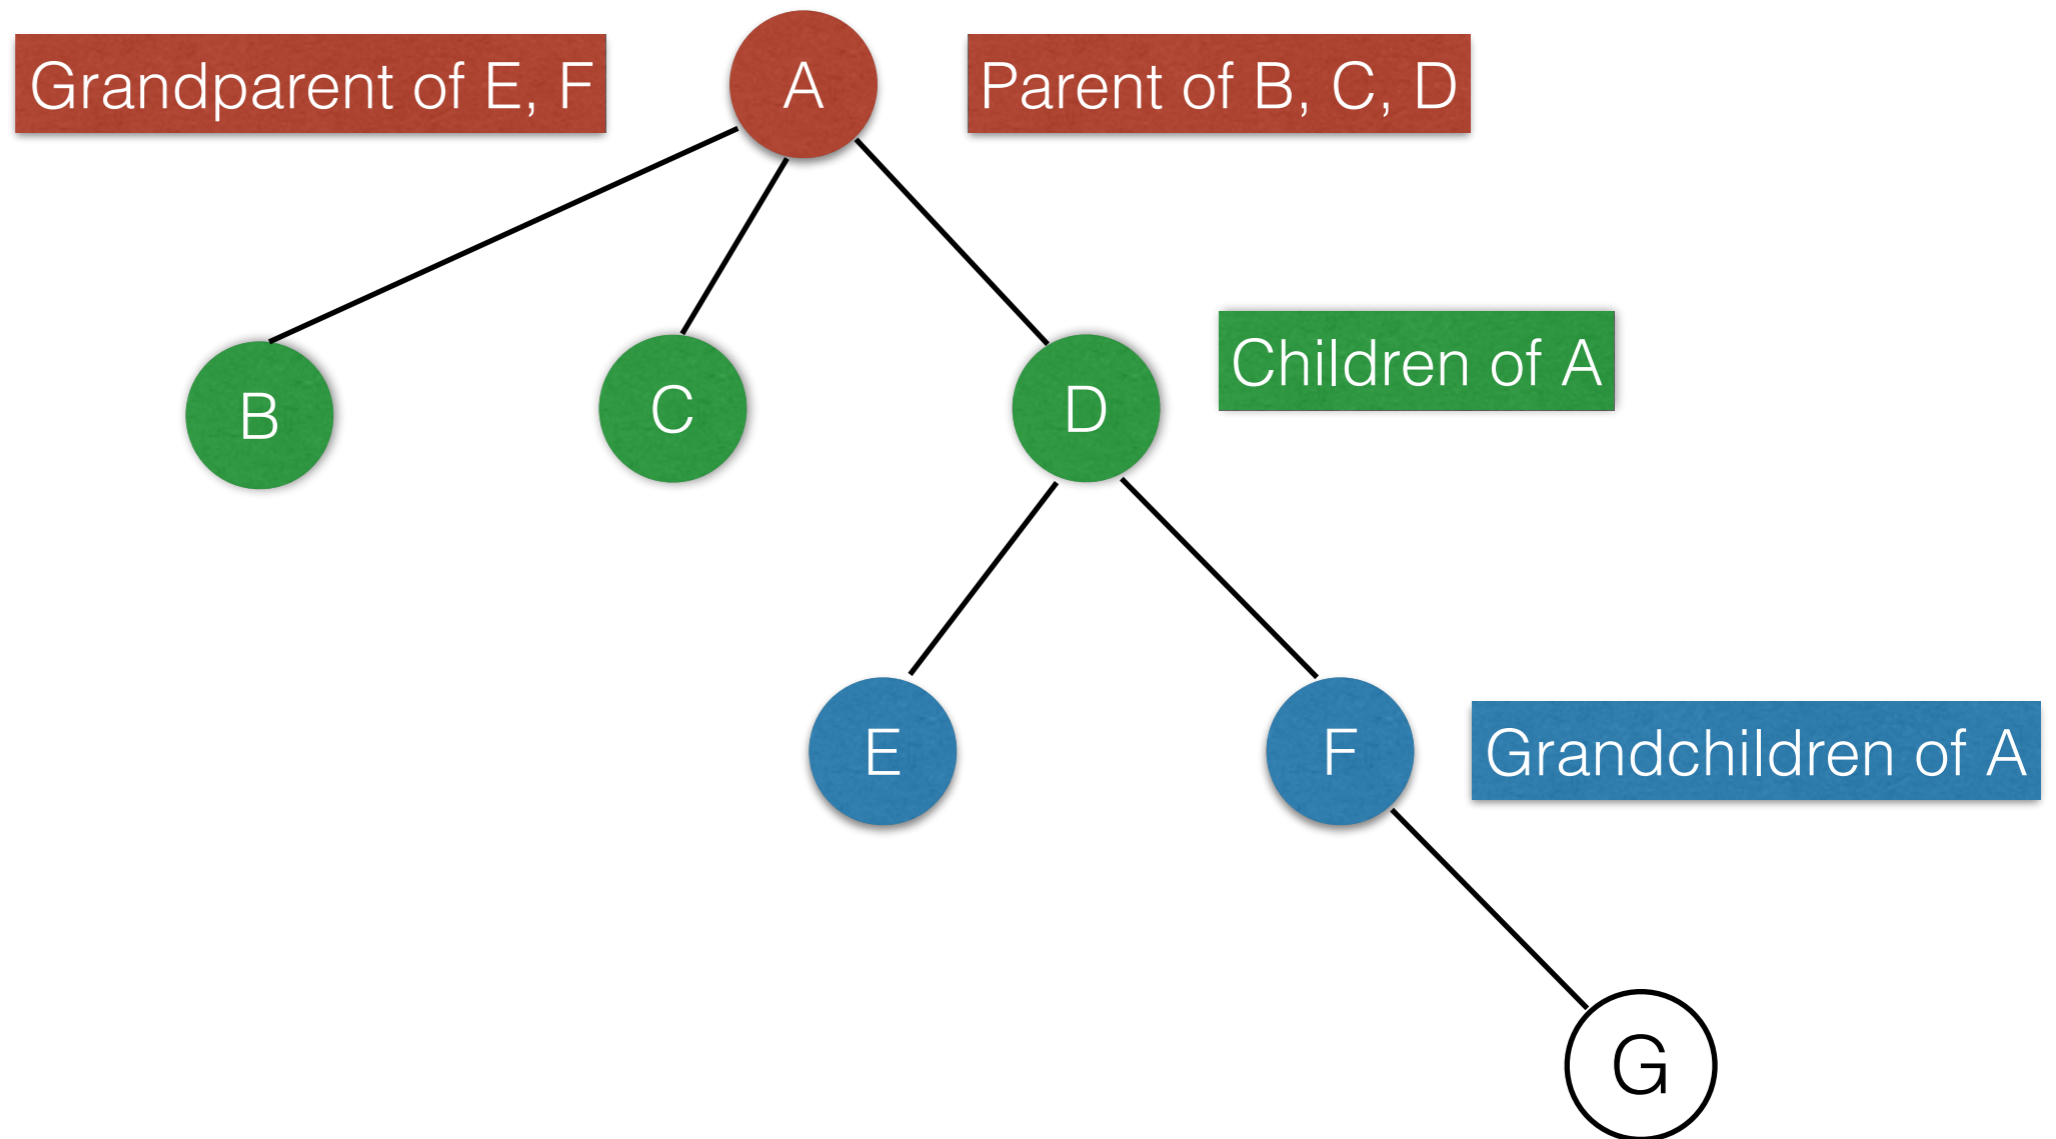 Grandparent of E, F
A
Parent of B, C, D
B
C
D
Children of A
E
F
Grandchildren of A
G